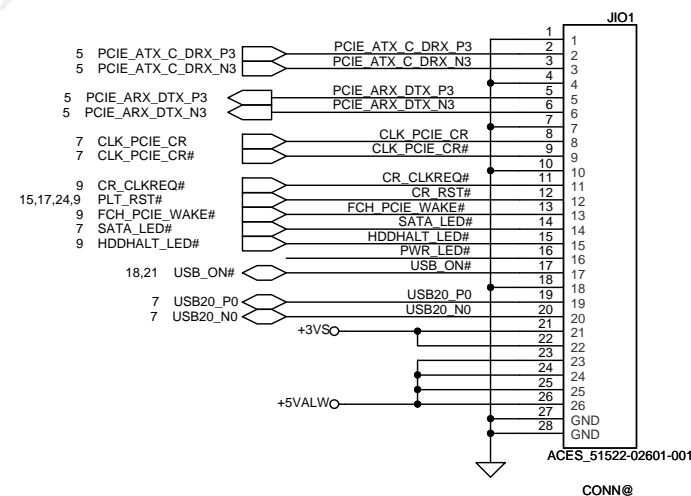 JIO1
1 1
5 PCIE_ATX_C_DRX_P3 PCIE_ATX_C_DRX_P3 2 2
5 PCIE_ATX_C_DRX_N3 PCIE_ATX_C_DRX_N3 3 3
4 4
5 PCIE_ARX_DTX_P3 PCIE_ARX_DTX_P3 5 5
5 PCIE_ARX_DTX_N3 PCIE_ARX_DTX_N3 6 6
7 7
7 CLK_PCIE_CR CLK_PCIE_CR 8 8
7 CLK_PCIE_CR# CLK_PCIE_CR# 9 9
10 10
9 CR_CLKREQ# CR_CLKREQ# 11 11
15,17,24,9 PLT_RST# CR_RST# 12 12
9 FCH_PCIE_WAKE# FCH_PCIE_WAKE# 13 13
7 SATA_LED# SATA_LED# 14 14
9 HDDHALT_LED# HDDHALT_LED# 15 15
PWR_LED# 16 16
18,21 USB_ON# USB_ON# 17 17
18 18
7 USB20_P0 USB20_P0 19 19
7 USB20_N0 USB20_N0 20 20
+3VS 21 21
22 22
23 23
24 24
25 25
+5VALW 26 26
27 GND
28 GND
ACES_51522-02601-001
CONN@